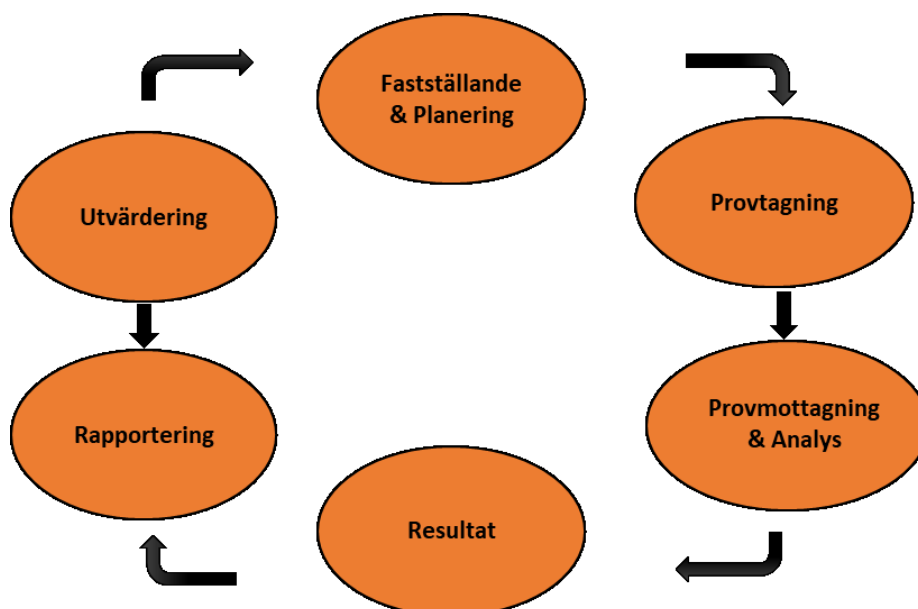 Fastställande
& Planering
Utvärdering
Provtagning
Rapportering
Provmottagning
& Analys
Resultat